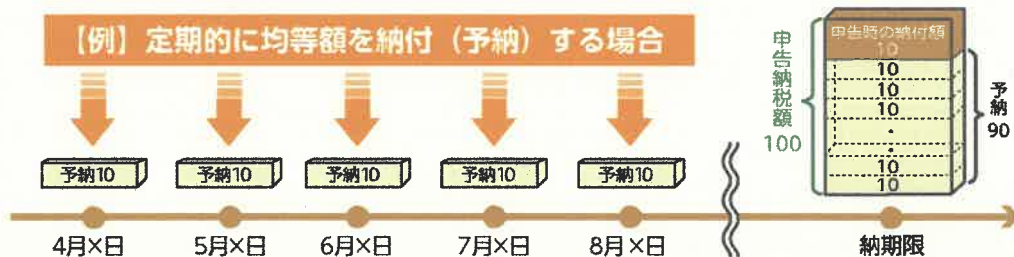 【例】定期的に均等額を納付（予納）する場合
予納10
予納10
予納10
予納10
予納10
4月×日
5月×日
6月×日
7月×日
8月×日
申告納税額
100
申告時の納付額
10
10
10
10
・
・
10
10
予納
90
納期限